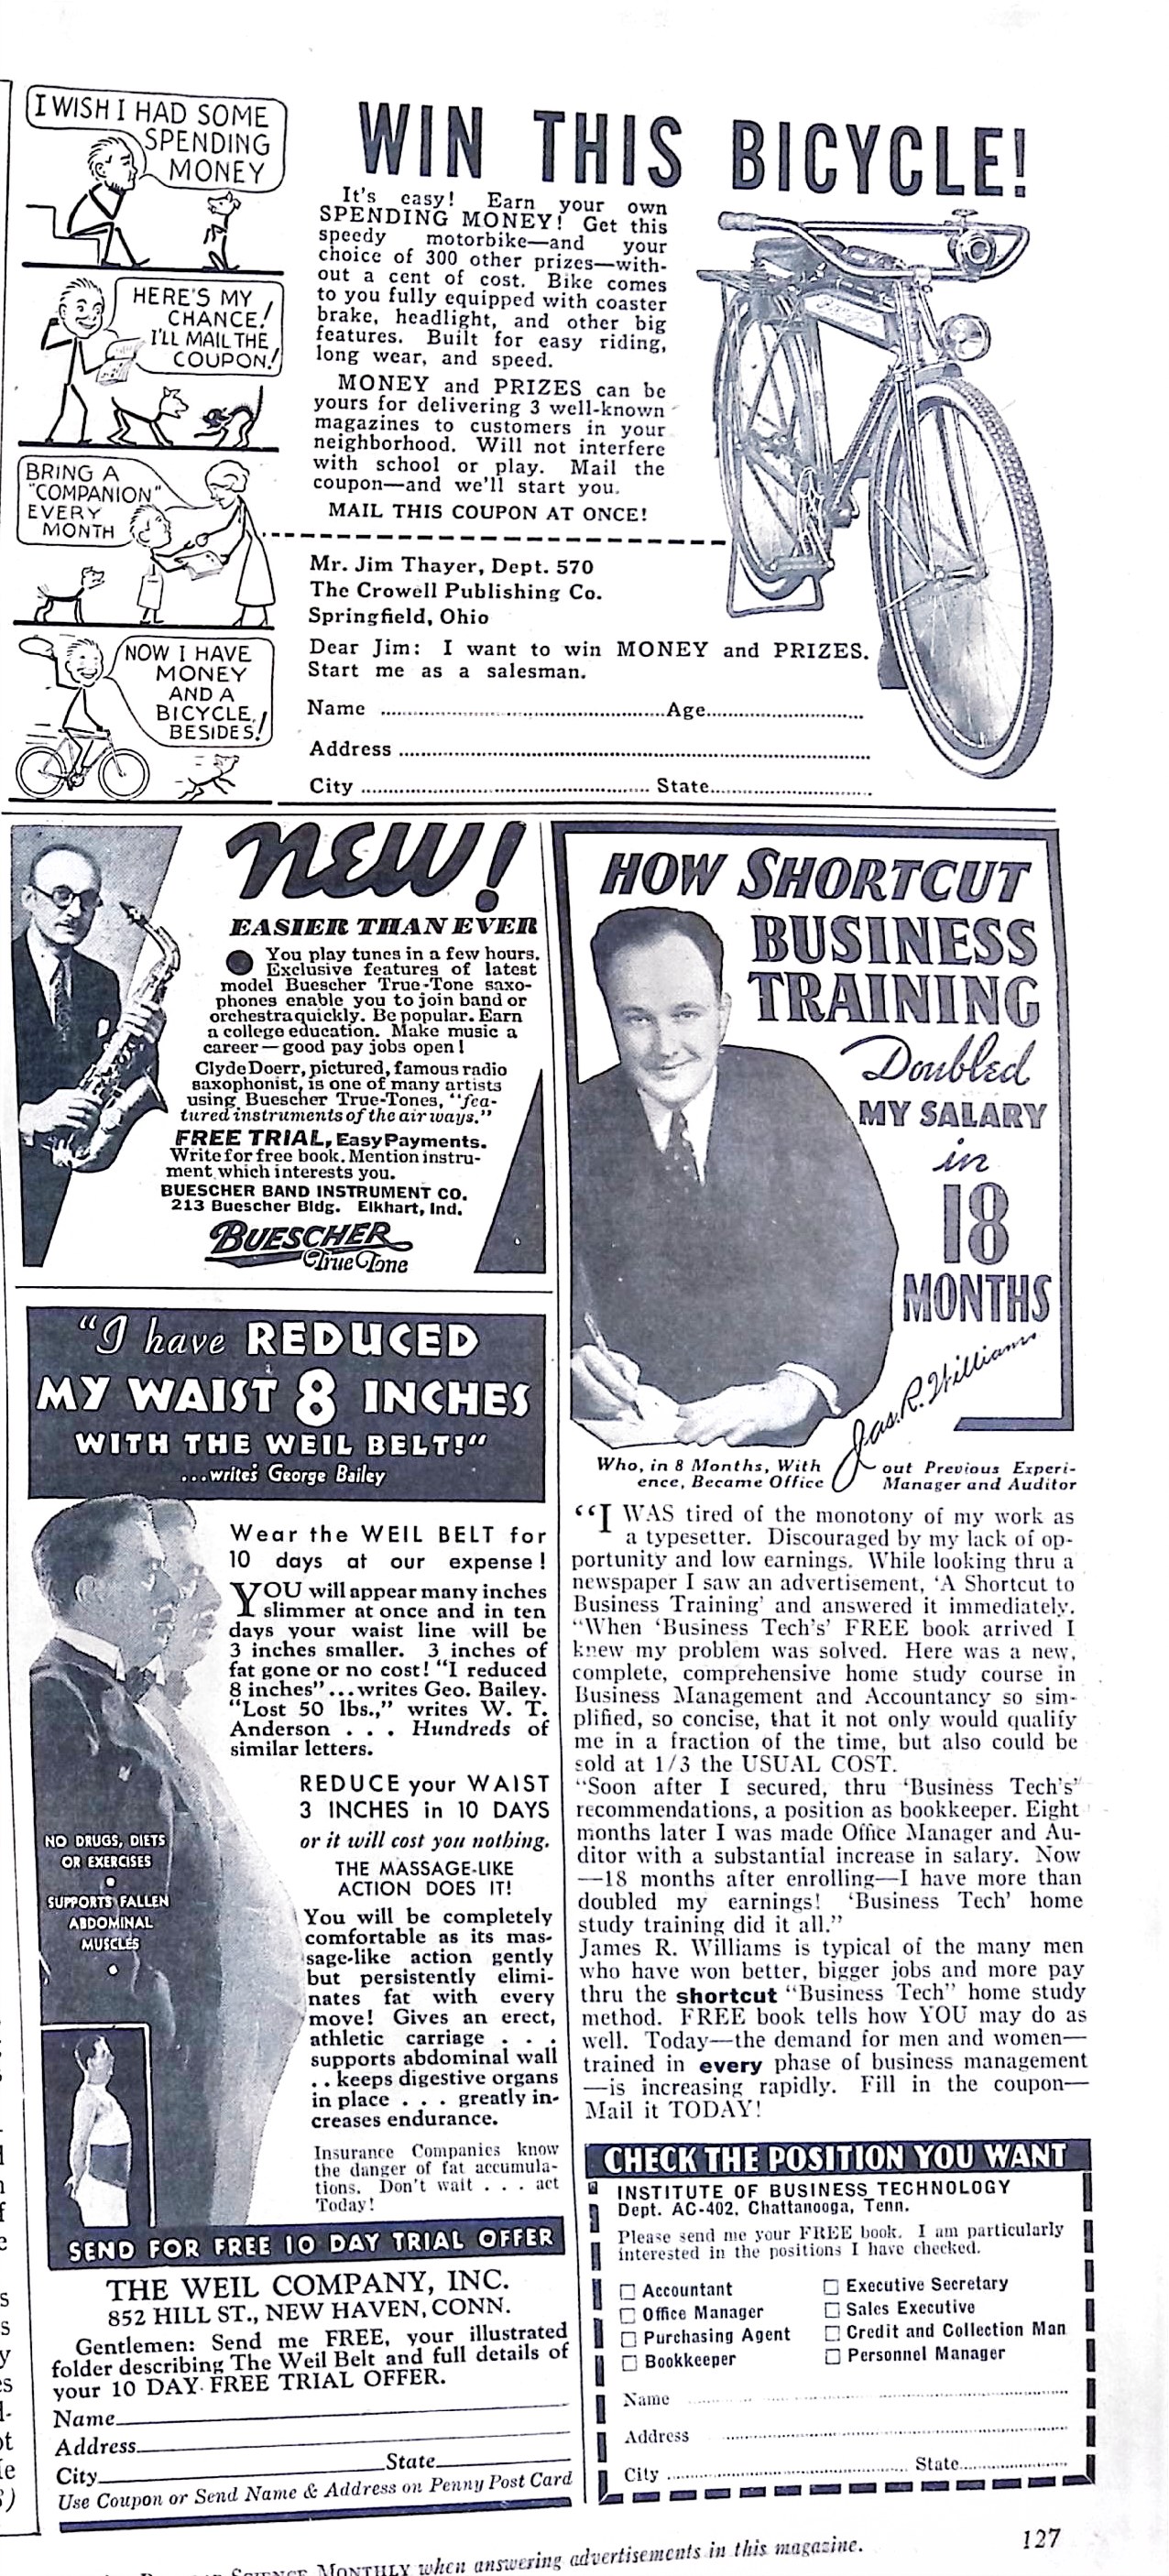 I WISH I HAD SOME
SPENDING
MONEY
HERE'S MY
CHANCE!
I'LL MAIL THE
COUPON!
BRING A
"COMPANION"
EVERY
MONTH
NOW I HAVE
MONEY
AND A
BICYCLE
BESIDES!
WIN THIS BICYCLE!
It's easy! Earn your own
SPENDING MONEY! Get this
speedy motorbike—and your
choice of 300 other prizes—with-
out a cent of cost. Bike comes
to you fully equipped with coaster
brake, headlight, and other big
features. Built for easy riding,
long wear, and speed.
MONEY and PRIZES can be
yours for delivering 3 well-known
magazines to customers in your
neighborhood. Will not interfere
with school or play. Mail the
coupon—and we'll start you.
MAIL THIS COUPON AT ONCE!
Mr. Jim Thayer, Dept. 570
The Crowell Publishing Co.
Springfield, Ohio
Dear Jim: I want to win MONEY and PRIZES.
Start me as a salesman.
Name Age
Address
City State
NEW!
EASIER THAN EVER
You play tunes in a few hours.
Exclusive features of latest
model Buescher True-Tone saxo-
phones enable you to join band or
orchestra quickly. Be popular. Earn
a college education. Make music a
career—good pay jobs open!
Clyde Doerr, pictured, famous radio
saxophonist, is one of many artists
using Buescher True-Tones, "fea-
tured instruments of the air ways."
FREE TRIAL, Easy Payments.
Write for free book. Mention instru-
ment which interests you.
BUESCHER BAND INSTRUMENT CO.
213 Buescher Bldg. Elkhart, Ind.
BUESCHER
True Tone
"I have REDUCED
MY WAIST 8 INCHES
WITH THE WEIL BELT!"
...writes George Bailey
Wear the WEIL BELT for
10 days at our expense!
YOU will appear many inches
slimmer at once and in ten
days your waist line will be
3 inches smaller. 3 inches of
fat gone or no cost! "I reduced
8 inches"...writes Geo. Bailey.
"Lost 50 lbs.," writes W. T.
Anderson . . . Hundreds of
similar letters.
REDUCE your WAIST
3 INCHES in 10 DAYS
or it will cost you nothing.
THE MASSAGE-LIKE
ACTION DOES IT!
You will be completely
comfortable as its mas-
sage-like action gently
but persistently elimi-
nates fat with every
move! Gives an erect,
athletic carriage . . .
supports abdominal wall
. . keeps digestive organs
in place . . . greatly in-
creases endurance.
Insurance Companies know
the danger of fat accumula-
tions. Don't wait . . . act
Today!
NO DRUGS, DIETS
OR EXERCISES
SUPPORTS FALLEN
ABDOMINAL
MUSCLES
SEND FOR FREE 10 DAY TRIAL OFFER
THE WEIL COMPANY, INC.
852 HILL ST., NEW HAVEN, CONN.
Gentlemen: Send me FREE, your illustrated
folder describing The Weil Belt and full details of
your 10 DAY FREE TRIAL OFFER.
Name
Address
City State
Use Coupon or Send Name & Address on Penny Post Card
HOW SHORTCUT
BUSINESS
TRAINING
Doubled
MY SALARY
in
18
MONTHS
Jas. R. Williams
Who, in 8 Months, Without Previous Experi-
ence, Became Office Manager and Auditor
"I WAS tired of the monotony of my work as
a typesetter. Discouraged by my lack of op-
portunity and low earnings. While looking thru a
newspaper I saw an advertisement, 'A Shortcut to
Business Training' and answered it immediately.
"When 'Business Tech's' FREE book arrived I
knew my problem was solved. Here was a new,
complete, comprehensive home study course in
Business Management and Accountancy so sim-
plified, so concise, that it not only would qualify
me in a fraction of the time, but also could be
sold at 1/3 the USUAL COST.
"Soon after I secured, thru 'Business Tech's"
recommendations, a position as bookkeeper. Eight
months later I was made Office Manager and Au-
ditor with a substantial increase in salary. Now
—18 months after enrolling—I have more than
doubled my earnings! 'Business Tech' home
study training did it all."
James R. Williams is typical of the many men
who have won better, bigger jobs and more pay
thru the shortcut "Business Tech" home study
method. FREE book tells how YOU may do as
well. Today—the demand for men and women—
trained in every phase of business management
—is increasing rapidly. Fill in the coupon—
Mail it TODAY!
CHECK THE POSITION YOU WANT
INSTITUTE OF BUSINESS TECHNOLOGY
Dept. AC-402, Chattanooga, Tenn.
Please send me your FREE book. I am particularly
interested in the positions I have checked.
Accountant Executive Secretary
Office Manager Sales Executive
Purchasing Agent Credit and Collection Man
Bookkeeper Personnel Manager
Name
Address
City State
127
SCIENCE MONTHLY when answering advertisements in this magazine.